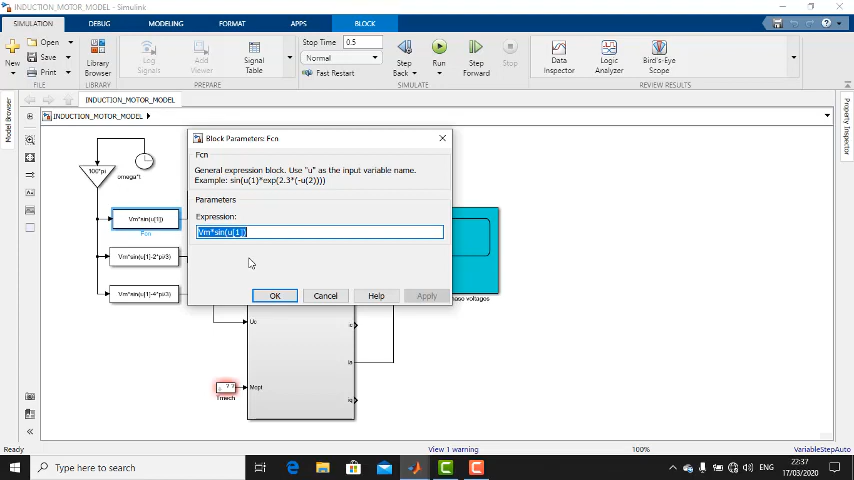 INDUCTION_MOTOR_MODEL - Simulink
SIMULATION DEBUG MODELING FORMAT APPS BLOCK
New
Open
Save
Print
FILE
Library
Browser
LIBRARY
Log
Signals
Add
Viewer
Signal
Table
PREPARE
Stop Time 0.5
Normal
Fast Restart
Step
Back
Run
Step
Forward
Stop
SIMULATE
Data
Inspector
Logic
Analyzer
Bird's-Eye
Scope
REVIEW RESULTS
Model Browser
INDUCTION_MOTOR_MODEL
INDUCTION_MOTOR_MODEL
Property Inspector
100*pi
omega*t
Vm*sin(u[1])
Fcn
Vm*sin(u[1]-2*pi/3)
Vm*sin(u[1]-4*pi/3)
Block Parameters: Fcn
Fcn
General expression block. Use "u" as the input variable name.
Example: sin(u(1)*exp(2.3*(-u(2))))
Parameters
Expression:
Vm*sin(u[1])
OK Cancel Help Apply
hase voltages
Uc
ic
Mopt
iq
? ?
Tmech
View 1 warning
100%
VariableStepAuto
Type here to search
ENG
22:37
17/03/2020